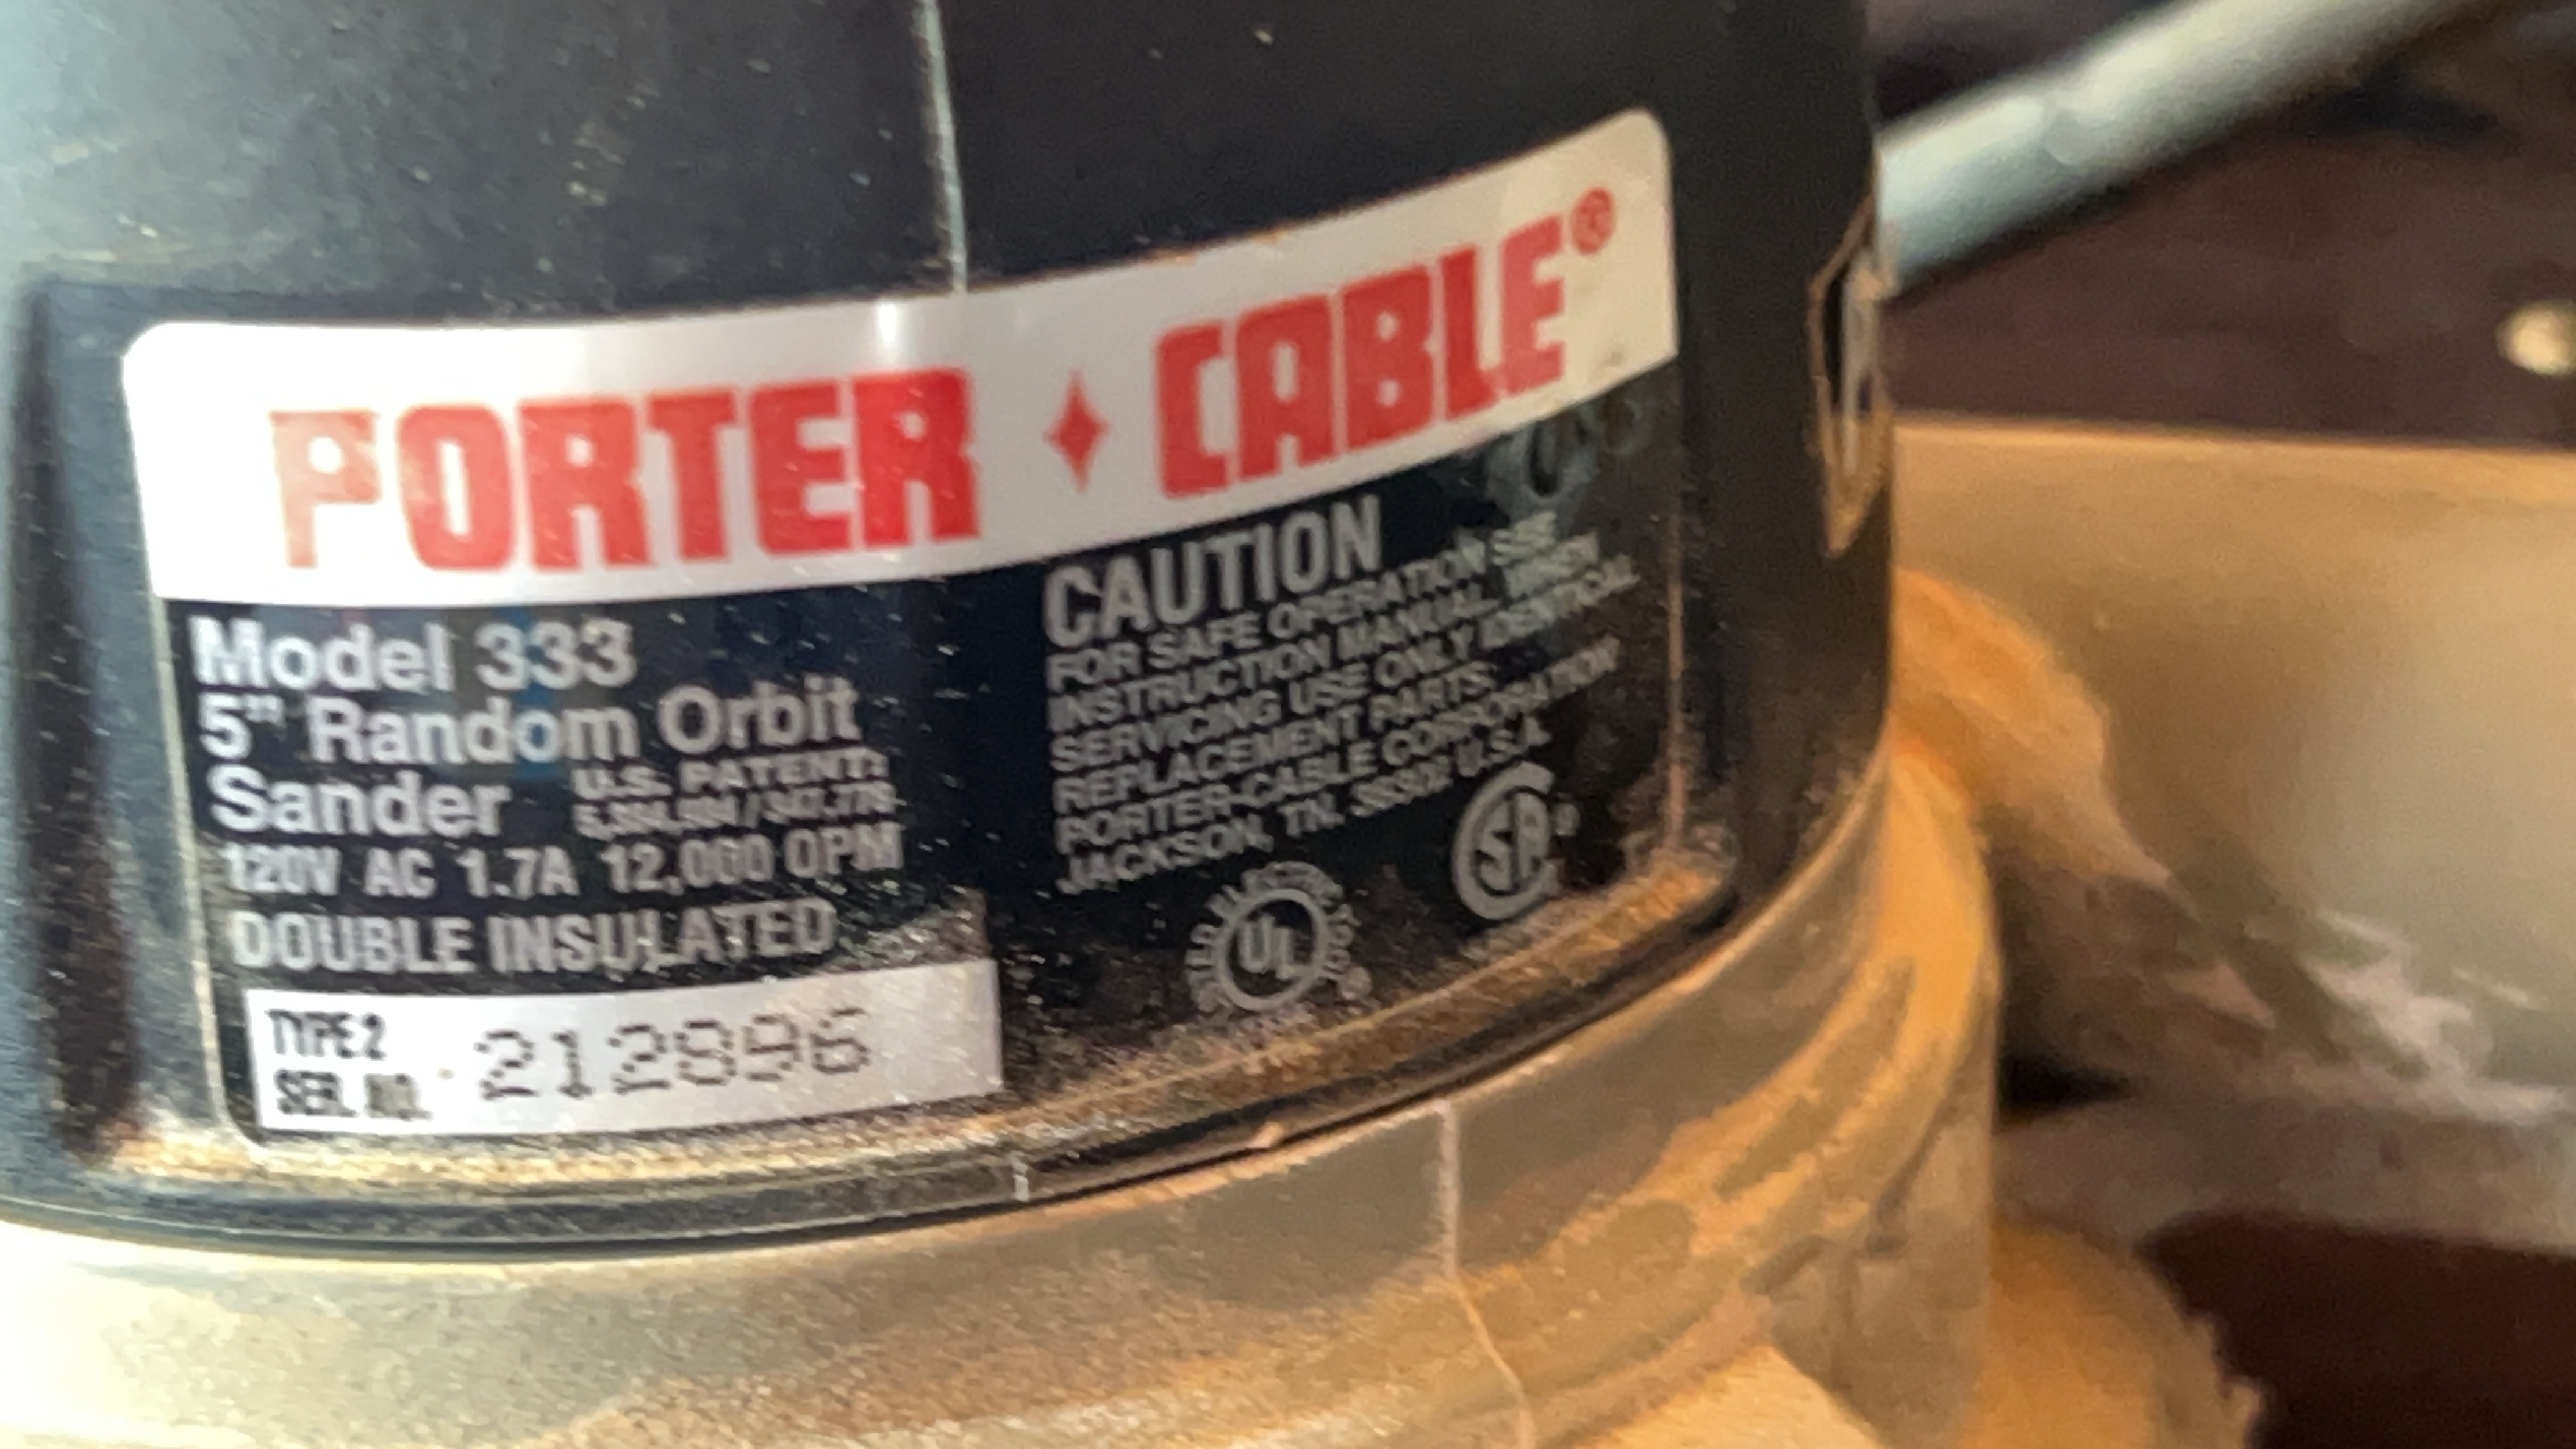 PORTER CABLE®
Model 333
5" Random Orbit
Sander
U.S. PATENT:
120V AC 1.7A 12,000 OPM
DOUBLE INSULATED
TYPE 2
SER. NO. 212896
CAUTION
FOR SAFE OPERATION SEE
INSTRUCTION MANUAL. WHEN
SERVICING USE ONLY IDENTICAL
REPLACEMENT PARTS.
PORTER-CABLE CORPORATION
JACKSON, TN. U.S.A.
UL